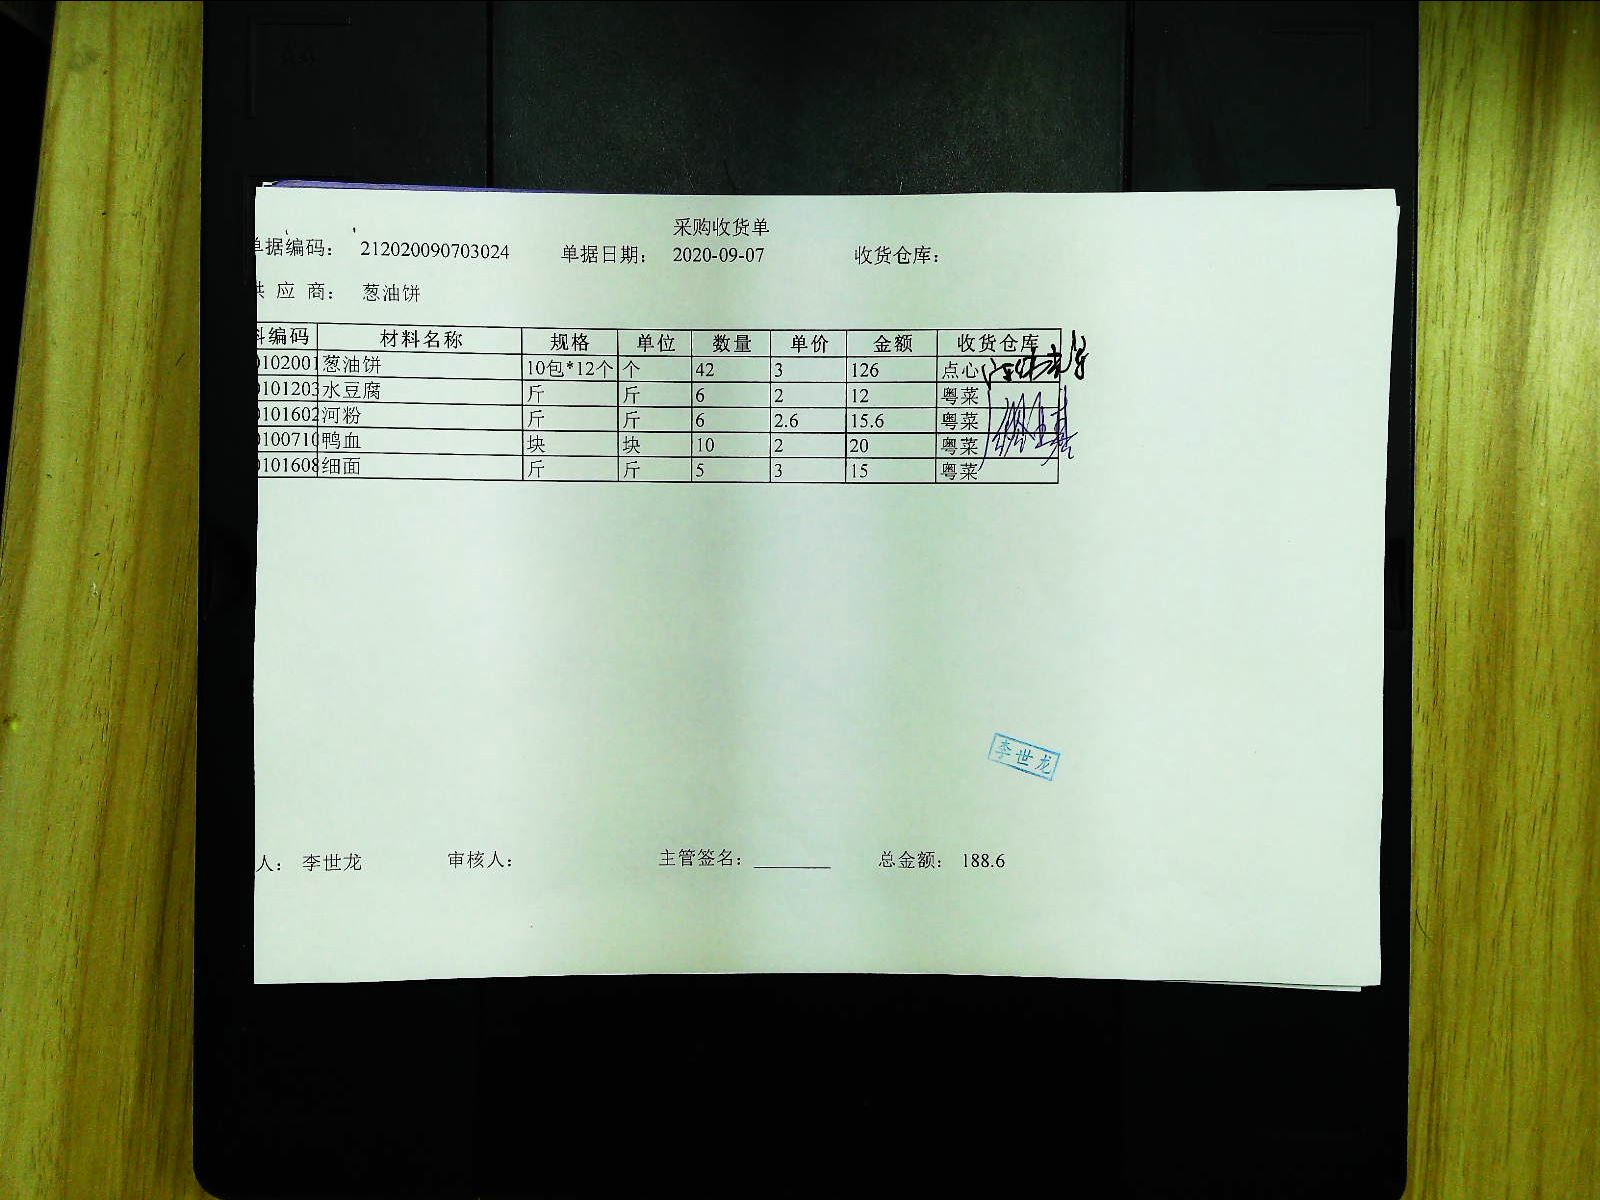 采购收货单
单据编码： 212020090703024 单据日期： 2020-09-07 收货仓库：
供 应 商： 葱油饼
料编码 材料名称 规格 单位 数量 单价 金额 收货仓库
0102001 葱油饼 10包*12个 个 42 3 126 点心
0101203 水豆腐 斤 斤 6 2 12 粤菜
0101602 河粉 斤 斤 6 2.6 15.6 粤菜
0100710 鸭血 块 块 10 2 20 粤菜
0101608 细面 斤 斤 5 3 15 粤菜
李世龙
人： 李世龙 审核人： 主管签名： 总金额： 188.6